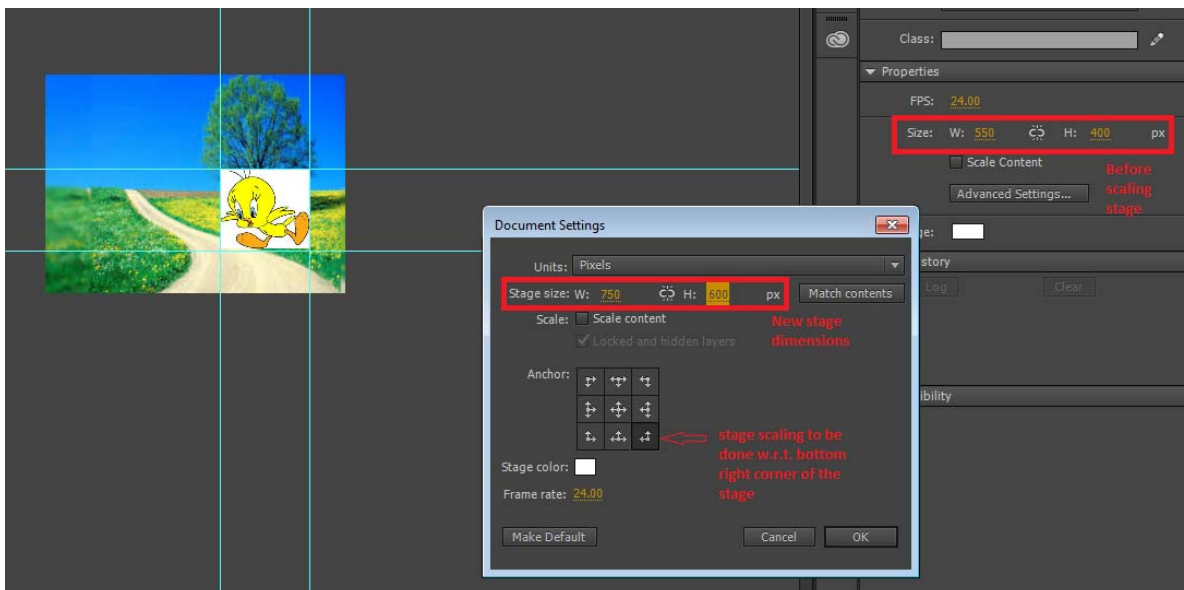 Class:
Properties
FPS: 24.00
Size: W: 550 H: 400 px
Scale Content
Advanced Settings...
Before
scaling
stage
ge:
story
Log Clear
ibility
Document Settings
Units: Pixels
Stage size: W: 750 H: 600 px Match contents
Scale: Scale content
Locked and hidden layers
New stage
dimensions
Anchor:
stage scaling to be
done w.r.t. bottom
right corner of the
stage
Stage color:
Frame rate: 24.00
Make Default Cancel OK